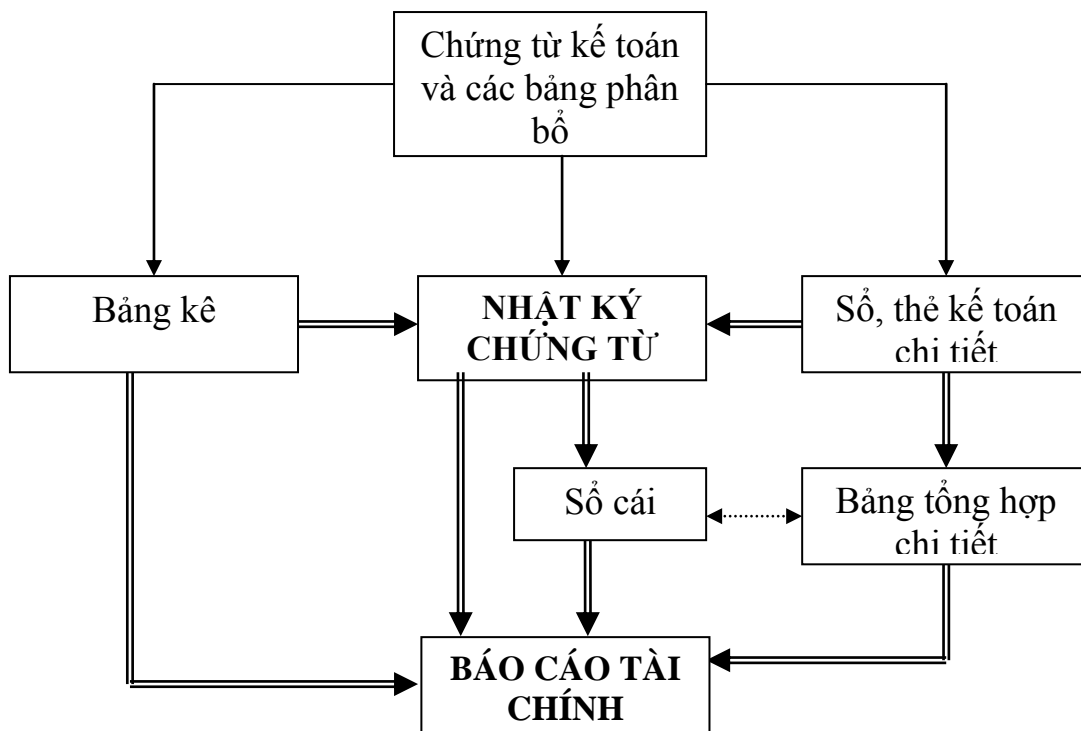 Chứng từ kế toán
và các bảng phân
bổ
Bảng kê
NHẬT KÝ
CHỨNG TỪ
Sổ, thẻ kế toán
chi tiết
Sổ cái
Bảng tổng hợp
chi tiết
BÁO CÁO TÀI
CHÍNH